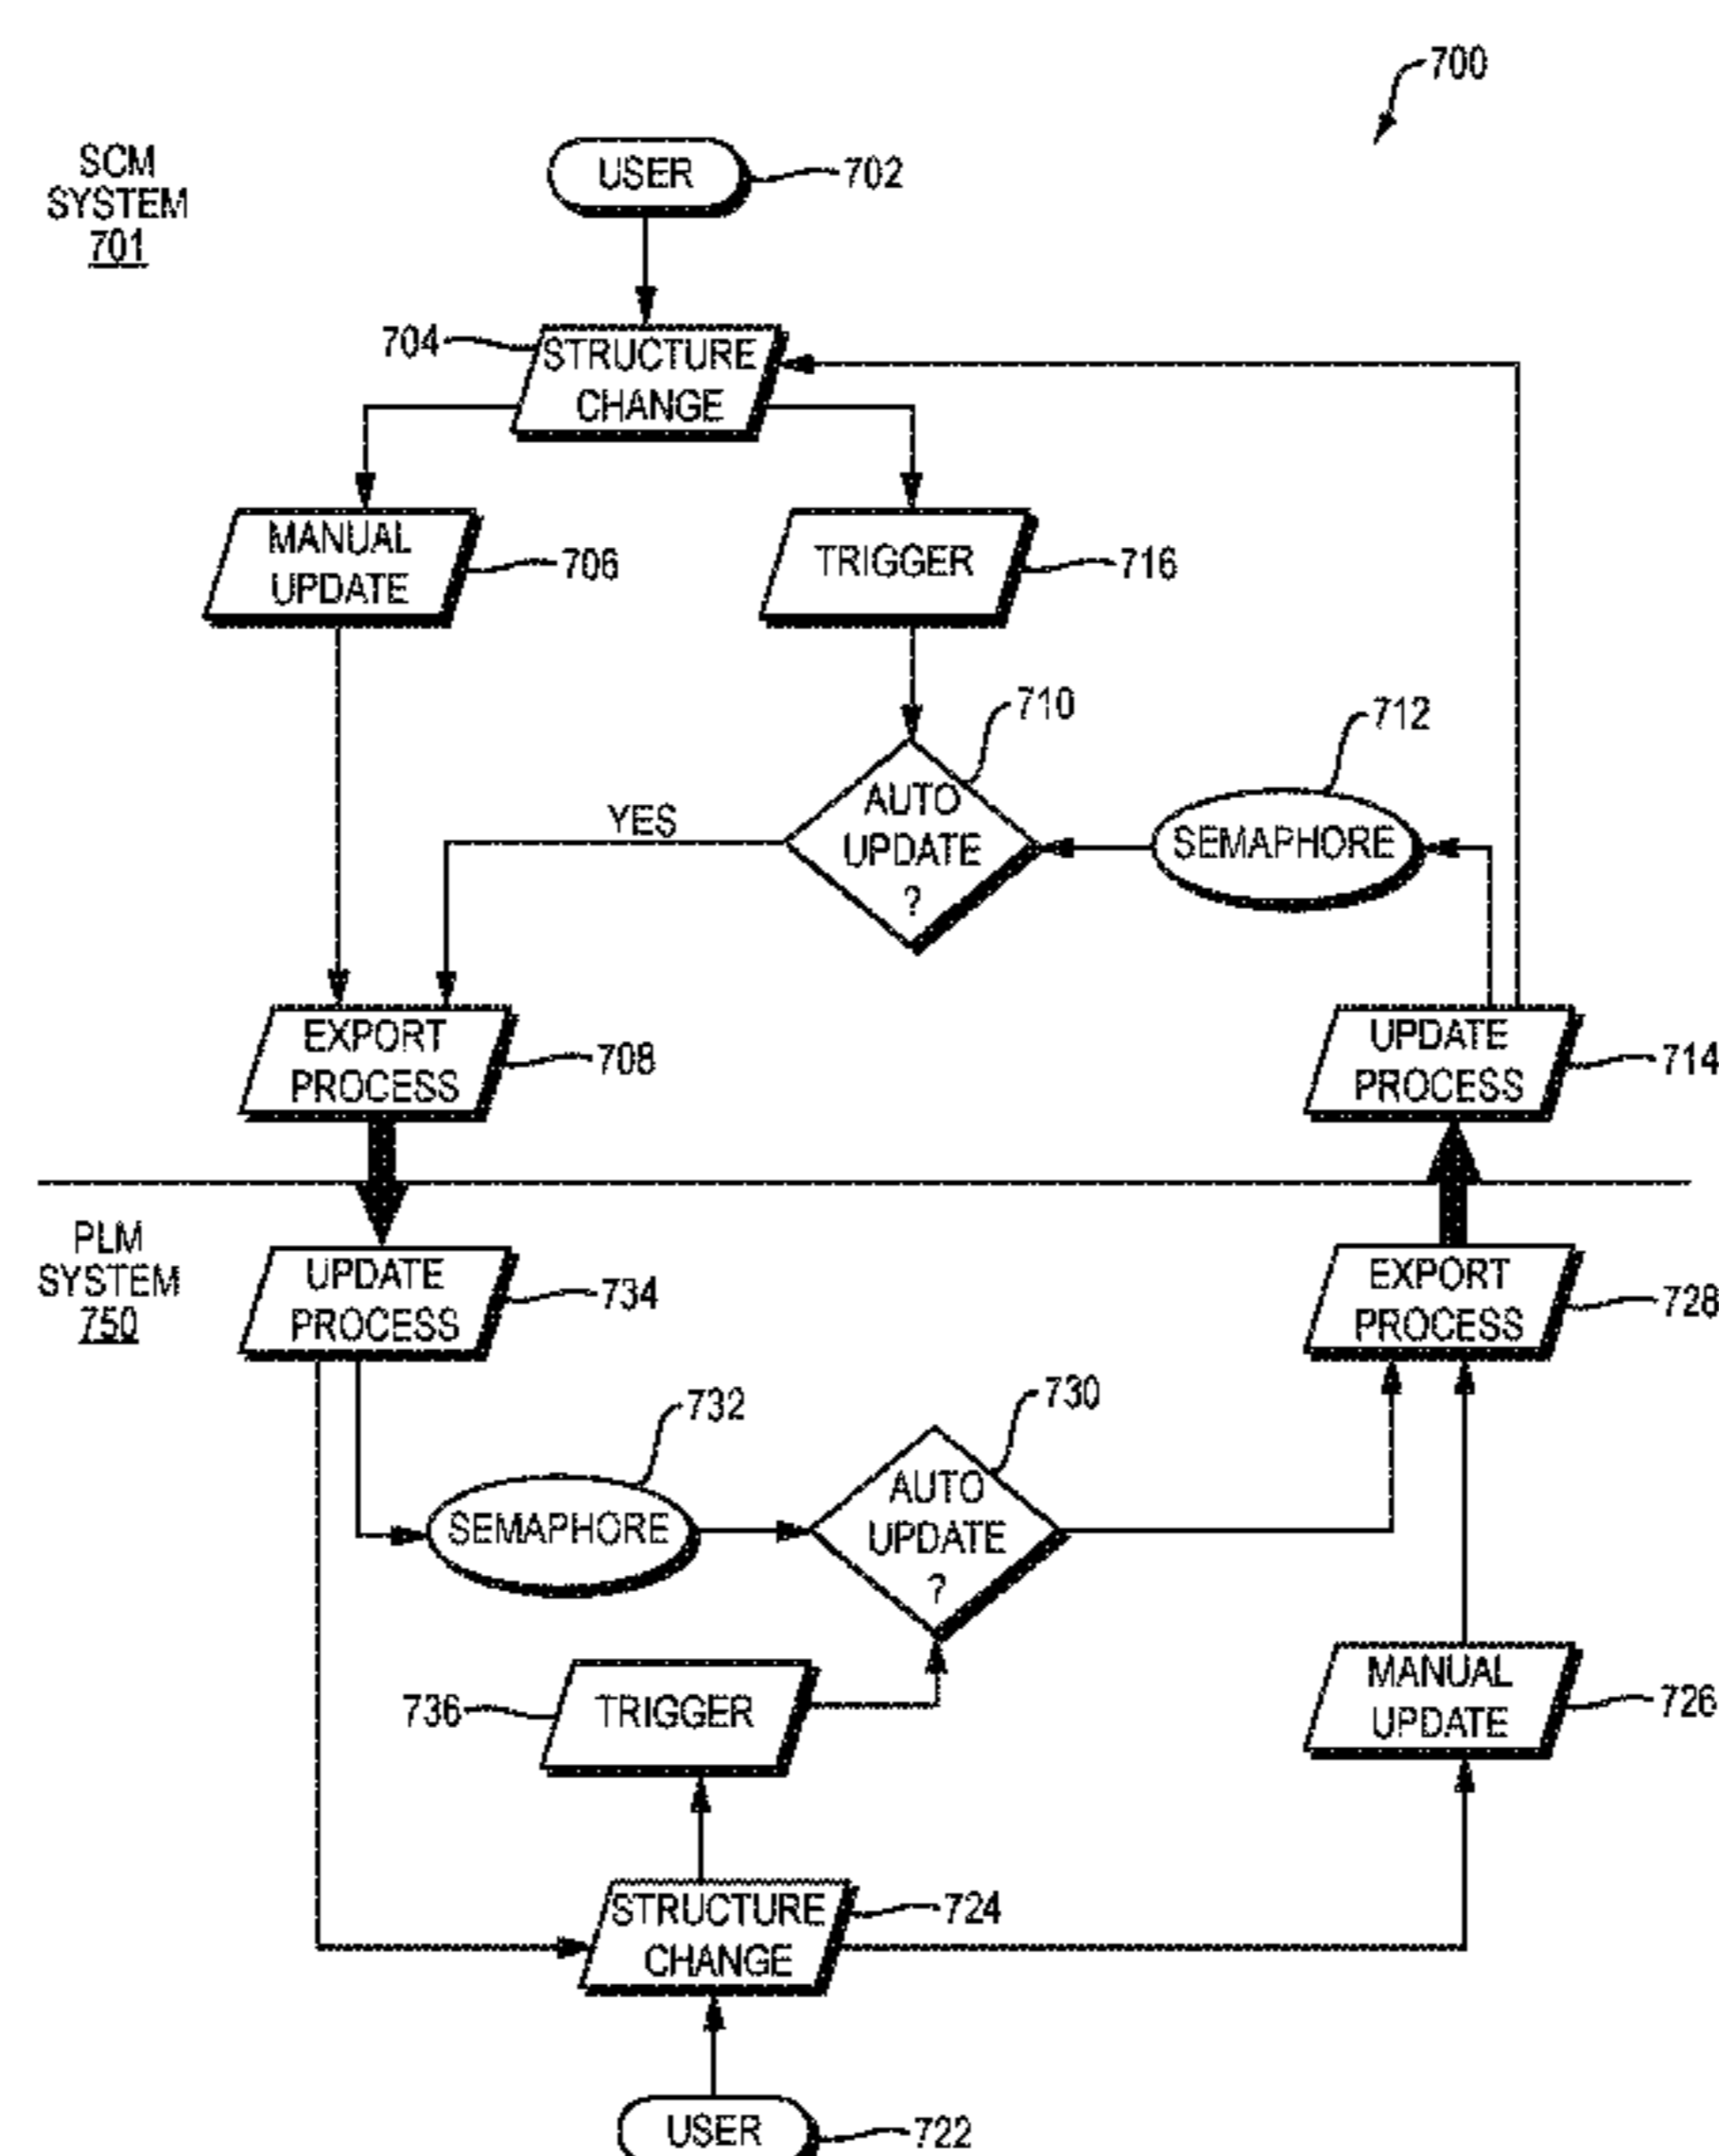 700
SCM
SYSTEM
701
USER
702
704
STRUCTURE
CHANGE
MANUAL
UPDATE
706
TRIGGER
716
710
712
AUTO
UPDATE
?
YES
SEMAPHORE
EXPORT
PROCESS
708
UPDATE
PROCESS
714
PLM
SYSTEM
750
UPDATE
PROCESS
734
EXPORT
PROCESS
728
732
730
SEMAPHORE
AUTO
UPDATE
?
736
TRIGGER
MANUAL
UPDATE
726
STRUCTURE
CHANGE
724
USER
722